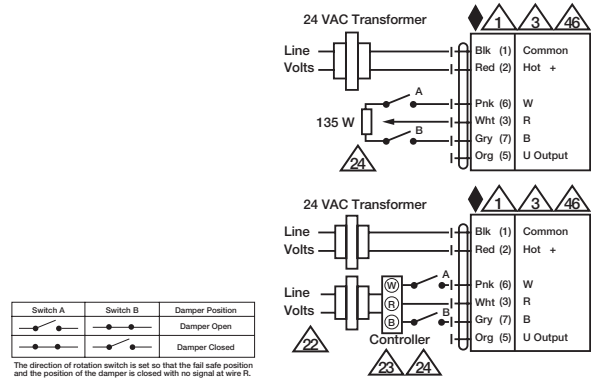 24 VAC Transformer
1 3 46
Line
Volts
Blk (1) Common
Red (2) Hot +
A
Pnk (6) W
135 W
Wht (3) R
B
Gry (7) B
Org (5) U Output
24
24 VAC Transformer
1 3 46
Line
Volts
Blk (1) Common
Red (2) Hot +
A
W
Pnk (6) W
Line
Volts
R
Wht (3) R
B
B
Gry (7) B
Org (5) U Output
22
Controller
23 24
Switch A Switch B Damper Position
Damper Open
Damper Closed
The direction of rotation switch is set so that the fail safe position
and the position of the damper is closed with no signal at wire R.